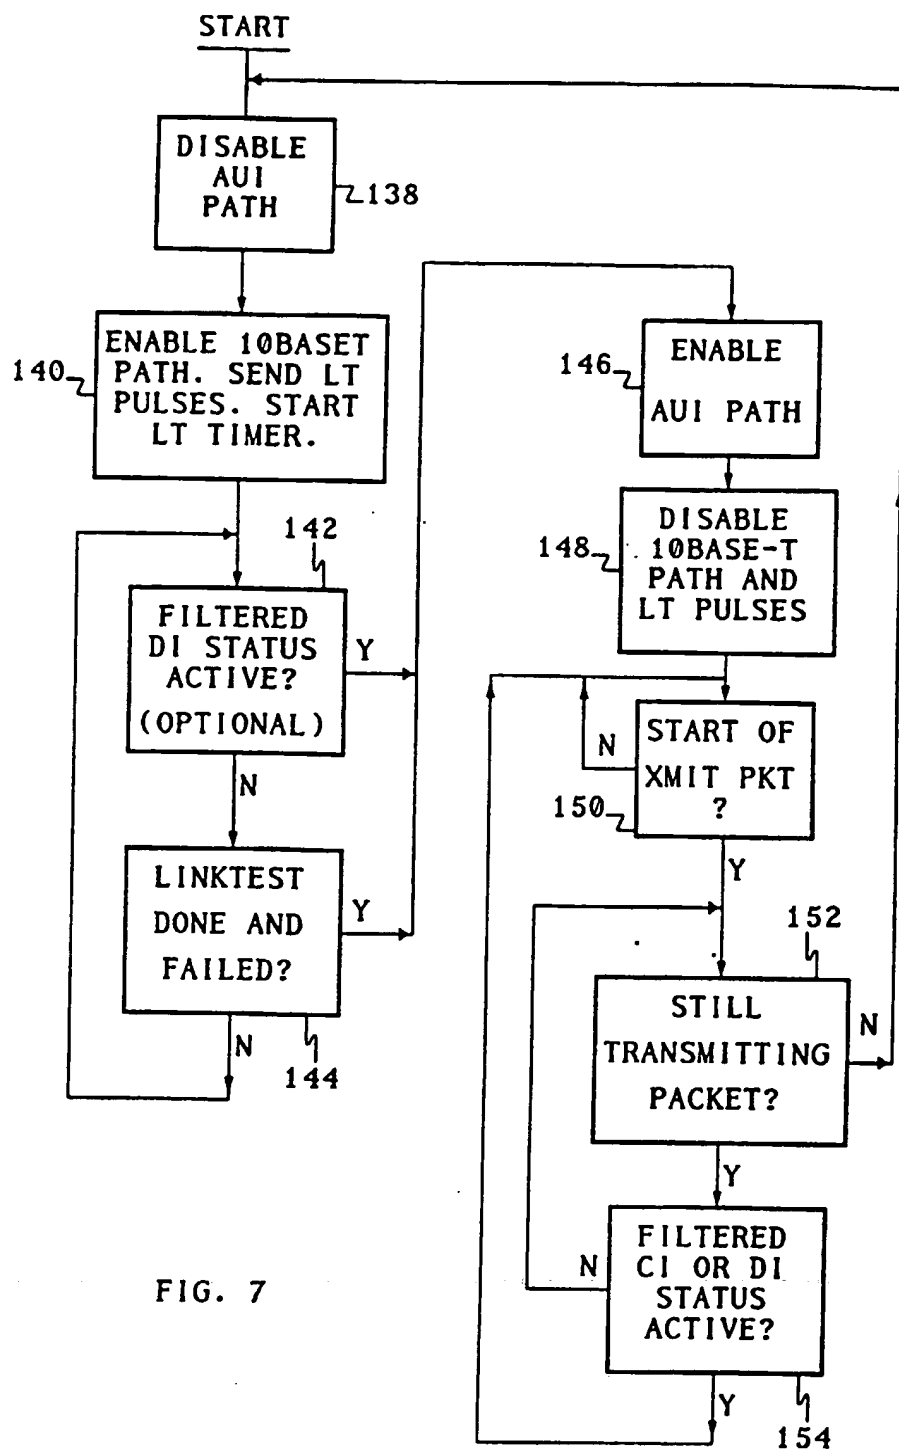 START
DISABLE
AUI
PATH
138
ENABLE 10BASET
PATH. SEND LT
PULSES. START
LT TIMER.
140
142
FILTERED
DI STATUS
ACTIVE?
(OPTIONAL)
Y
N
LINKTEST
DONE AND
FAILED?
Y
N
144
ENABLE
AUI PATH
146
DISABLE
10BASE-T
PATH AND
LT PULSES
148
START OF
XMIT PKT
?
N
150
Y
152
STILL
TRANSMITTING
PACKET?
N
Y
FILTERED
CI OR DI
STATUS
ACTIVE?
N
Y
154
FIG. 7